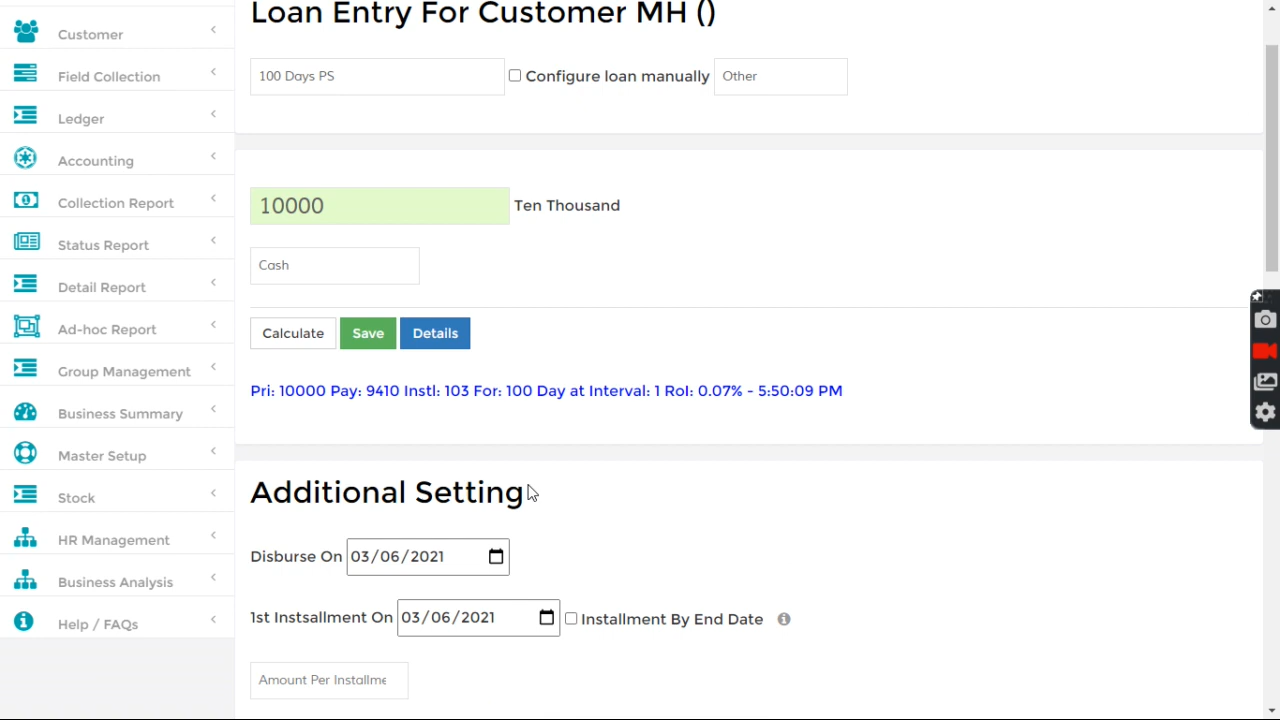 Loan Entry For Customer MH ()
Customer
Field Collection
Ledger
Accounting
Collection Report
Status Report
Detail Report
Ad-hoc Report
Group Management
Business Summary
Master Setup
Stock
HR Management
Business Analysis
Help / FAQs
100 Days PS Configure loan manually Other
10000 Ten Thousand
Cash
Calculate Save Details
Pri: 10000 Pay: 9410 Instl: 103 For: 100 Day at Interval: 1 RoI: 0.07% - 5:50:09 PM
Additional Setting
Disburse On 03/06/2021
1st Instsallment On 03/06/2021 Installment By End Date
Amount Per Installme